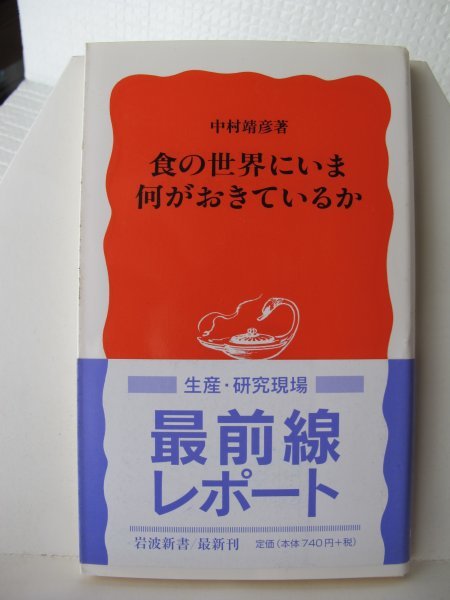 中村靖彦著
食の世界にいま
何がおきているか
生産・研究現場
最前線
レポート
岩波新書/最新刊 定価(本体740円+税)